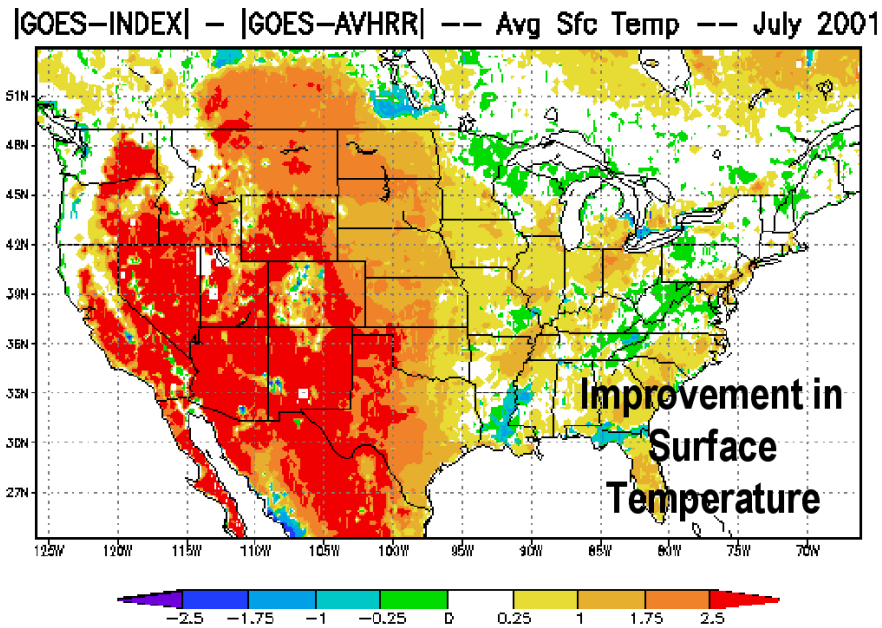 |GOES-INDEX| - |GOES-AVHRR| -- Avg Sfc Temp -- July 2001
51N
48N
45N
42N
39N
36N
33N
30N
27N
Improvement in
Surface
Temperature
125W 120W 115W 110W 105W 100W 95W 90W 85W 80W 75W 70W
-2.5 -1.75 -1 -0.25 0 0.25 1 1.75 2.5